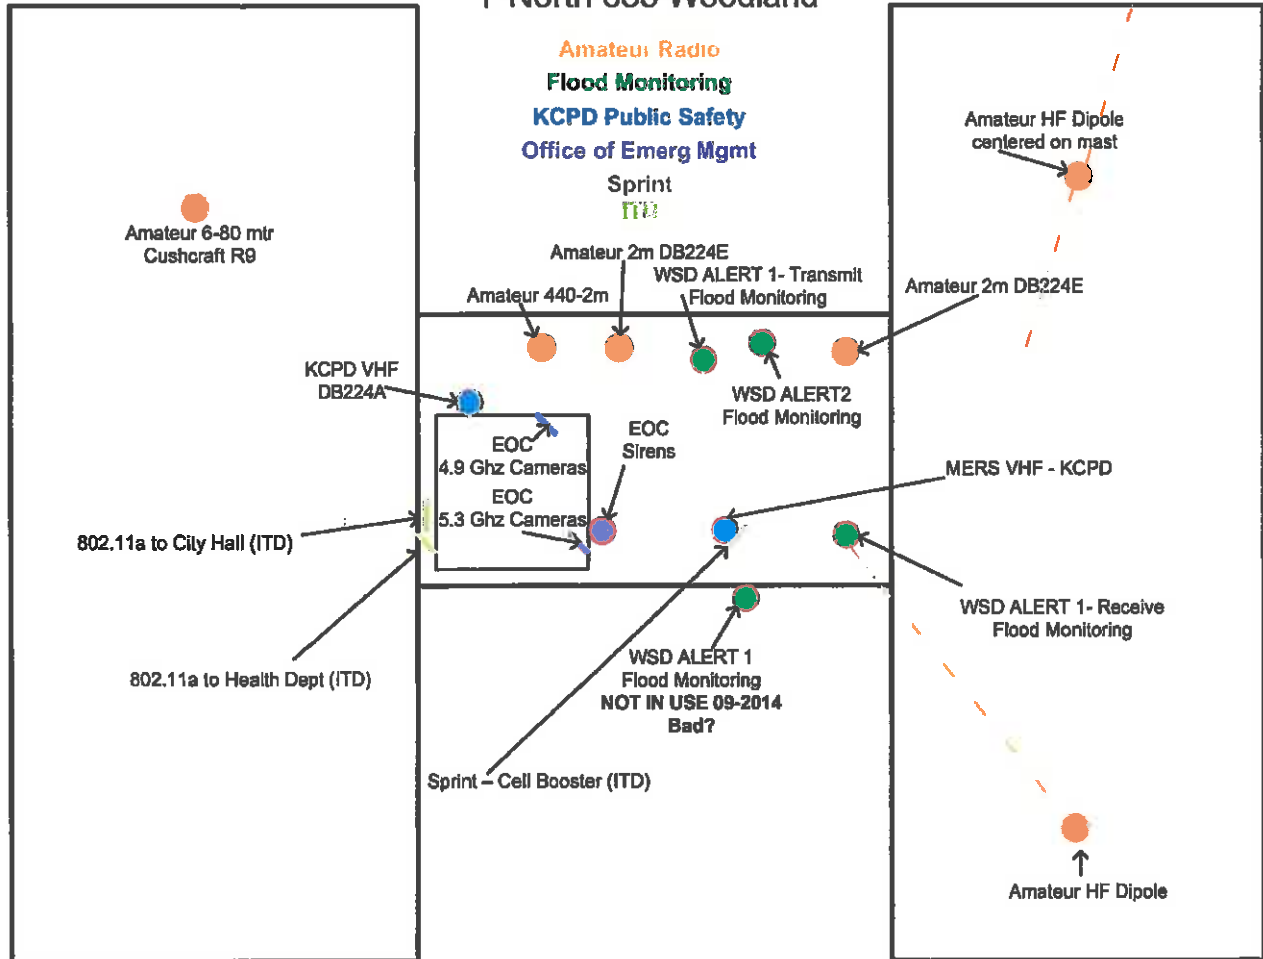 North 635 Woodland
Amateur Radio
Flood Monitoring
KCPD Public Safety
Office of Emerg Mgmt
Sprint
ITD
Amateur HF Dipole
centered on mast
Amateur 6-80 mtr
Cushcraft R9
Amateur 2m DB224E
WSD ALERT 1- Transmit
Flood Monitoring
Amateur 440-2m
Amateur 2m DB224E
KCPD VHF
DB224A
WSD ALERT2
Flood Monitoring
EOC
Sirens
EOC
4.9 Ghz Cameras
MERS VHF - KCPD
EOC
5.3 Ghz Cameras
802.11a to City Hall (ITD)
WSD ALERT 1- Receive
Flood Monitoring
802.11a to Health Dept (ITD)
WSD ALERT 1
Flood Monitoring
NOT IN USE 09-2014
Bad?
Sprint – Cell Booster (ITD)
Amateur HF Dipole